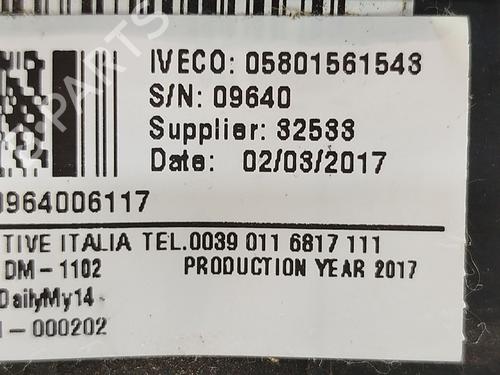 IVECO: 05801561543
S/N: 09640
Supplier: 32533
Date: 02/03/2017
0964006117
TIVE ITALIA TEL.0039 011 6817 111
DM-1102 PRODUCTION YEAR 2017
DailyMy14
-000202